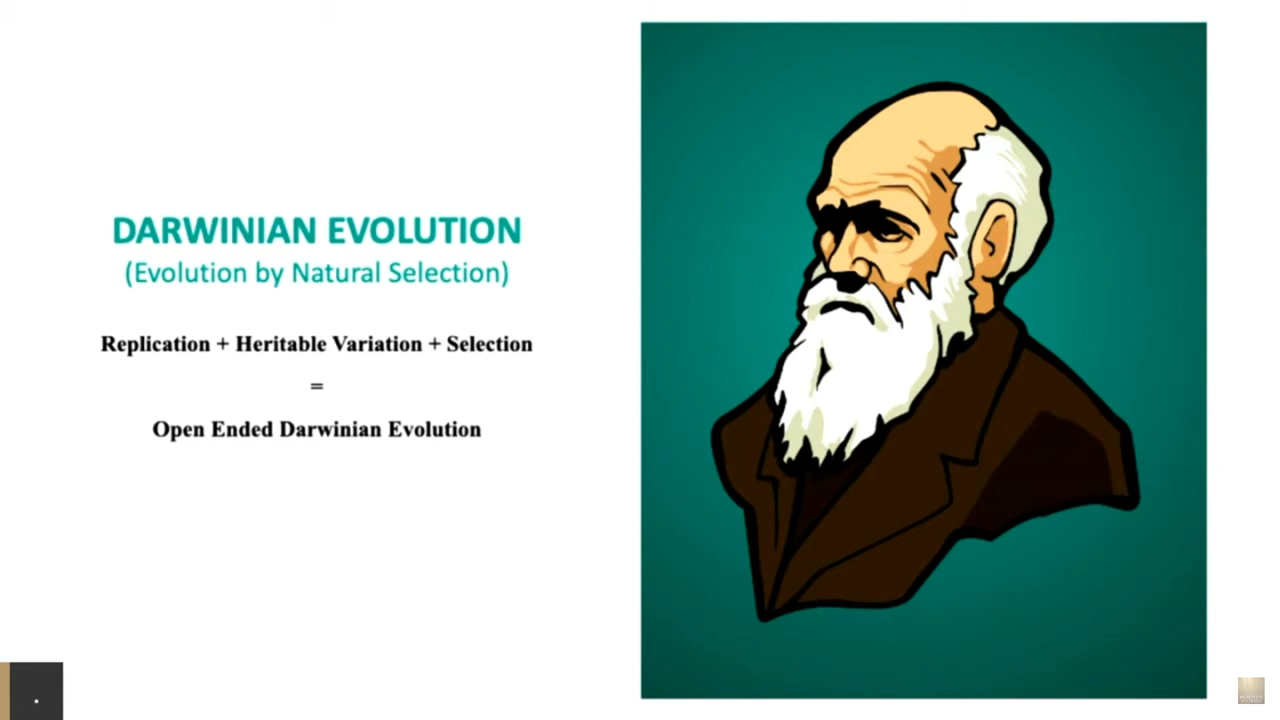 DARWINIAN EVOLUTION
(Evolution by Natural Selection)
Replication + Heritable Variation + Selection
=
Open Ended Darwinian Evolution